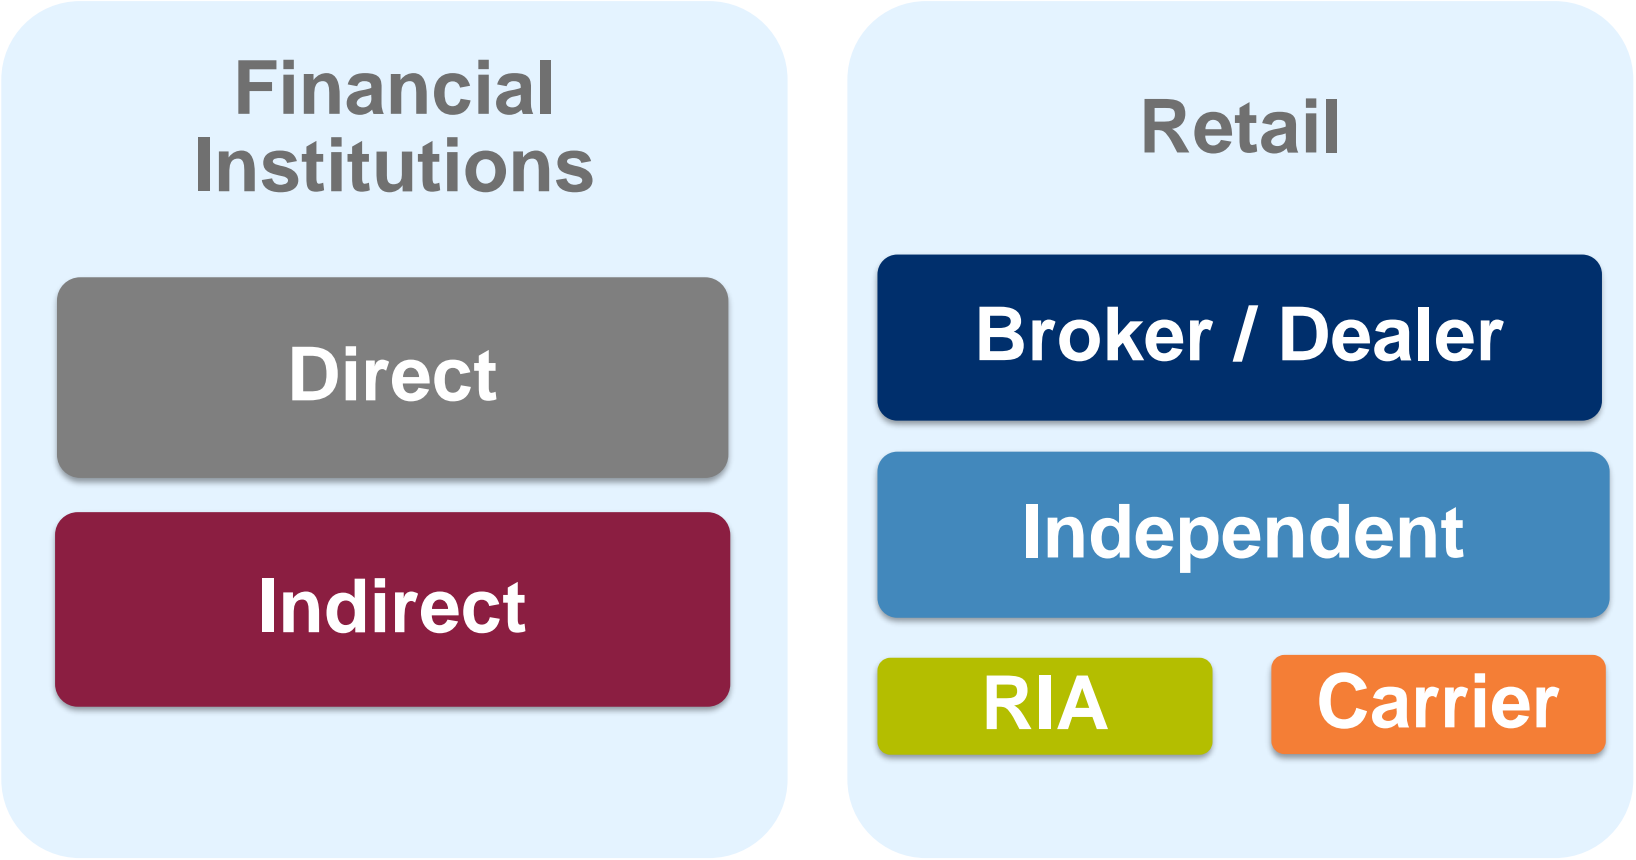 Financial
Institutions
Direct
Indirect
Retail
Broker / Dealer
Independent
RIA
Carrier